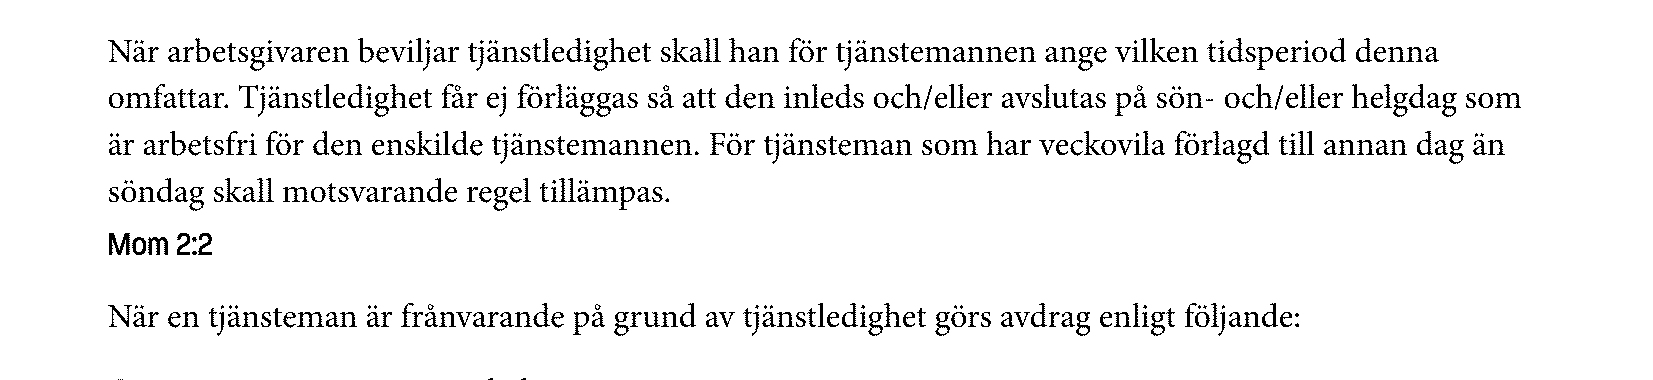 När arbetsgivaren beviljar tjänstledighet skall han för tjänstemannen ange vilken tidsperiod denna
omfattar. Tjänstledighet får ej förläggas så att den inleds och/eller avslutas på sön- och/eller helgdag som
är arbetsfri för den enskilde tjänstemannen. För tjänsteman som har veckovila förlagd till annan dag än
söndag skall motsvarande regel tillämpas.
Mom 2:2
När en tjänsteman är frånvarande på grund av tjänstledighet görs avdrag enligt följande: